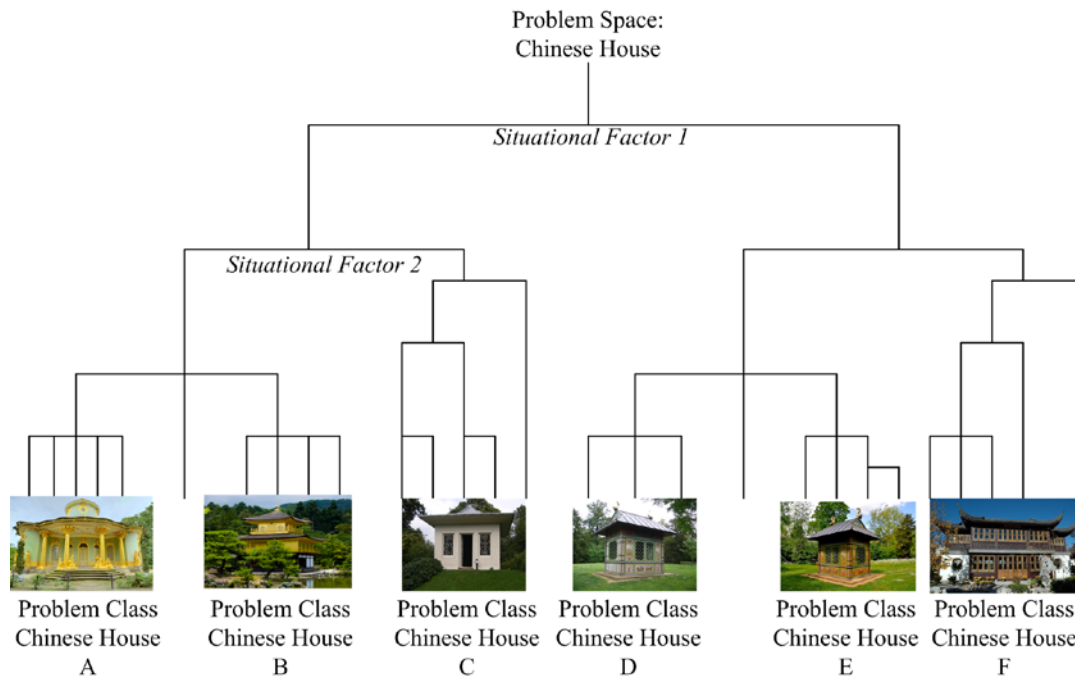 Problem Space:
Chinese House
Situational Factor 1
Situational Factor 2
Problem Class
Chinese House
A
Problem Class
Chinese House
B
Problem Class
Chinese House
C
Problem Class
Chinese House
D
Problem Class
Chinese House
E
Problem Class
Chinese House
F